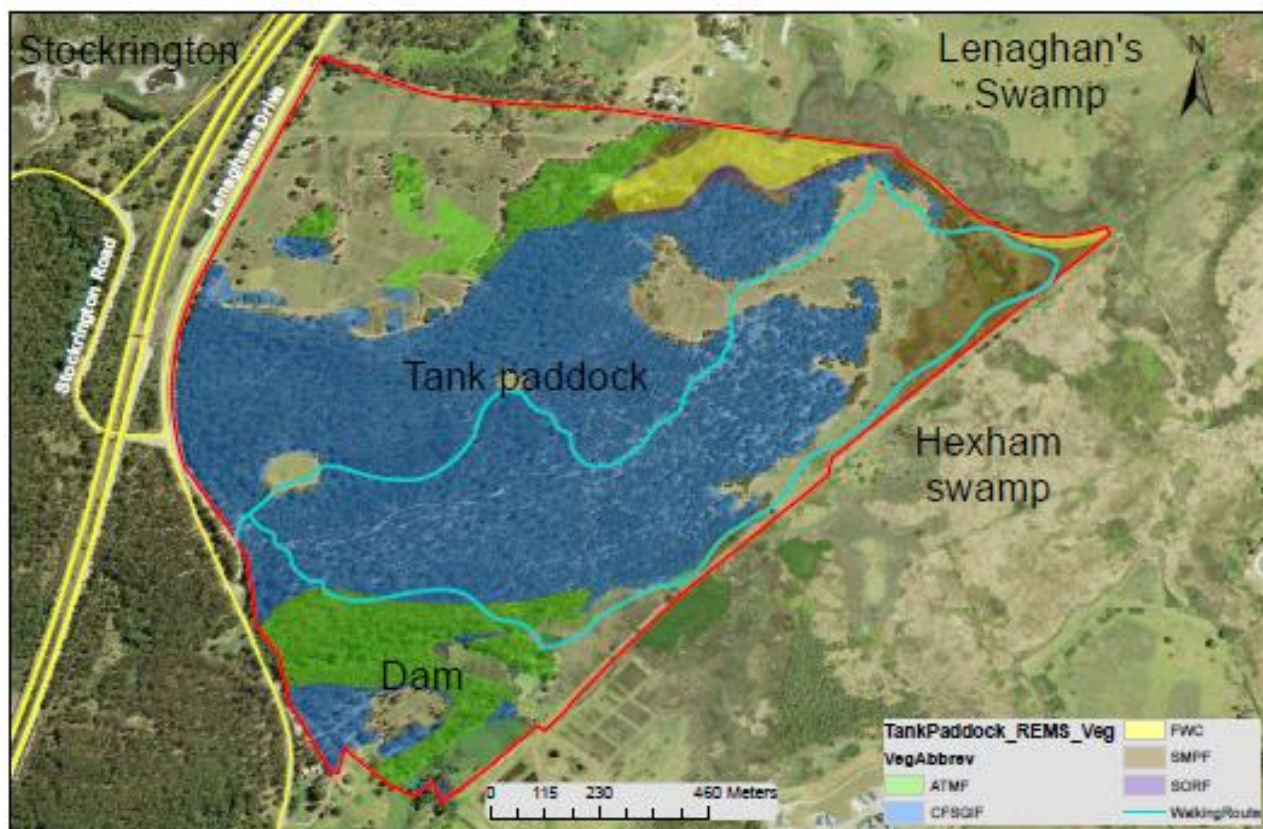 Stockrington
Lenaghan's
Swamp
N
Lenaghans Drive
Stockrington Road
Tank paddock
Hexham
swamp
Dam
TankPaddock_REMS_Veg
VegAbbrev
ATMF
CFSGIF
FWC
SMPF
SORF
WalkingRoute
0 115 230 460 Meters